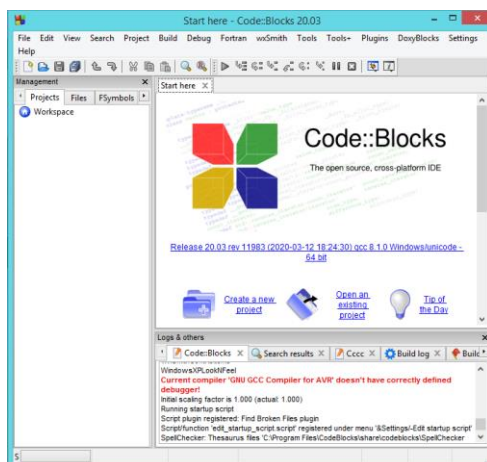 Start here - Code::Blocks 20.03
File Edit View Search Project Build Debug Fortran wxSmith Tools Tools+ Plugins DoxyBlocks Settings
Help
Management
Projects Files FSymbols
Workspace
Start here
Code::Blocks
The open source, cross-platform IDE
Release 20.03 rev 11983 (2020-03-12 18:24:30) gcc 8.1.0 Windows/unicode -
64 bit
Create a new
project
Open an
existing
project
Tip of
the Day
Logs & others
Code::Blocks Search results Cccc Build log Build
WindowsXPLookNFeel
Current compiler 'GNU GCC Compiler for AVR' doesn't have correctly defined
debugger!
Initial scaling factor is 1.000 (actual: 1.000)
Running startup script
Script plugin registered: Find Broken Files plugin
Script/function 'edit_startup_script.script' registered under menu '&Settings/-Edit startup script'
SpellChecker: Thesaurus files 'C:\Program Files\CodeBlocks\share\codeblocks\SpellChecker
S